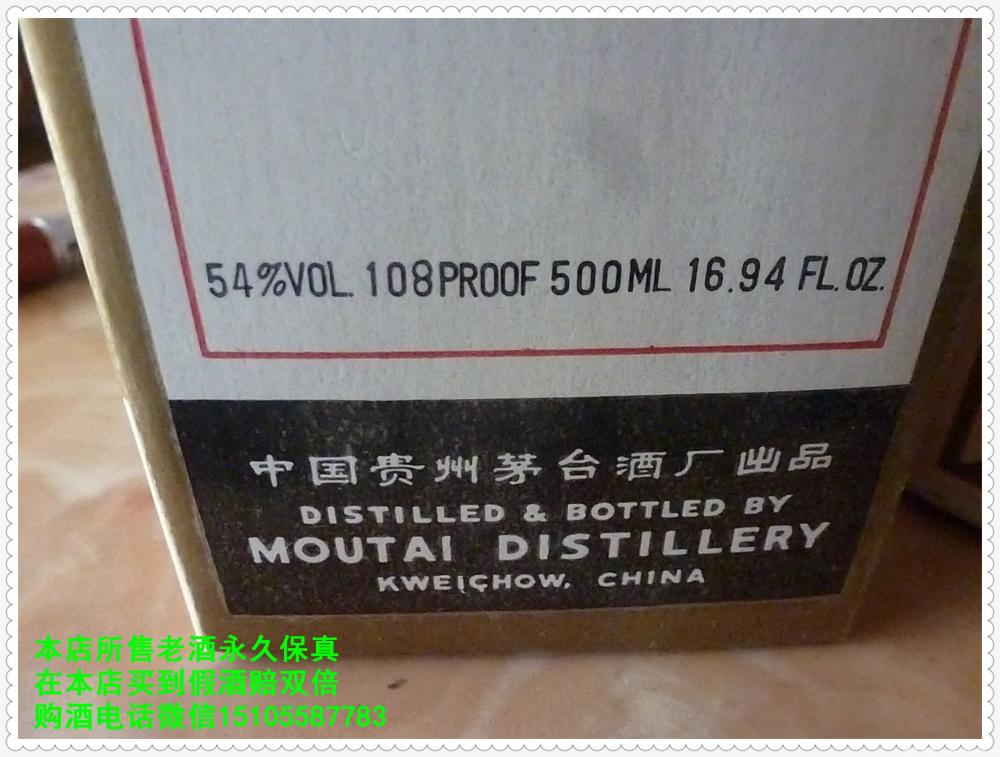 54%VOL. 108PROOF 500ML 16.94 FL.OZ.
中国贵州茅台酒厂出品
DISTILLED & BOTTLED BY
MOUTAI DISTILLERY
KWEICHOW, CHINA
本店所售老酒永久保真
在本店买到假酒赔双倍
购酒电话微信15105587783